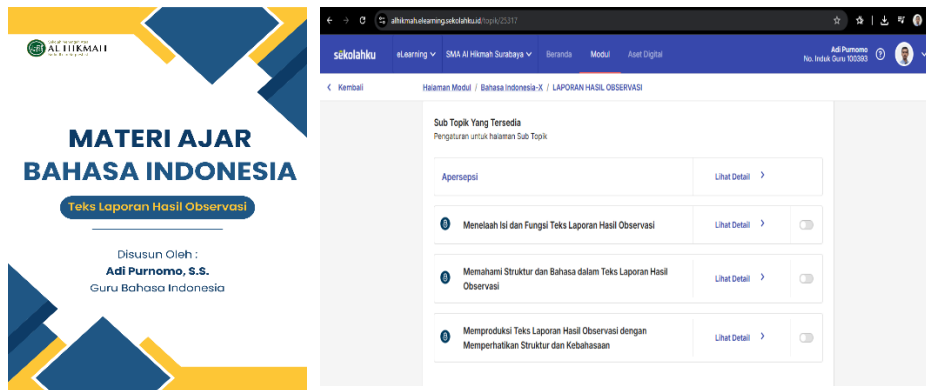 AL HIKMAH
MATERI AJAR
BAHASA INDONESIA
Teks Laporan Hasil Observasi
Disusun Oleh :
Adi Purnomo, S.S.
Guru Bahasa Indonesia
alhikmah.elearning.sekolahku.id/topik/25317
sekolahku
eLearning
SMA Al Hikmah Surabaya
Beranda
Modul
Aset Digital
Adi Purnomo
No. Induk Guru 100393
Kembali
Halaman Modul / Bahasa Indonesia-X / LAPORAN HASIL OBSERVASI
Sub Topik Yang Tersedia
Pengaturan untuk halaman Sub Topik
Apersepsi
Lihat Detail
Menelaah Isi dan Fungsi Teks Laporan Hasil Observasi
Lihat Detail
Memahami Struktur dan Bahasa dalam Teks Laporan Hasil
Observasi
Lihat Detail
Memproduksi Teks Laporan Hasil Observasi dengan
Memperhatikan Struktur dan Kebahasaan
Lihat Detail